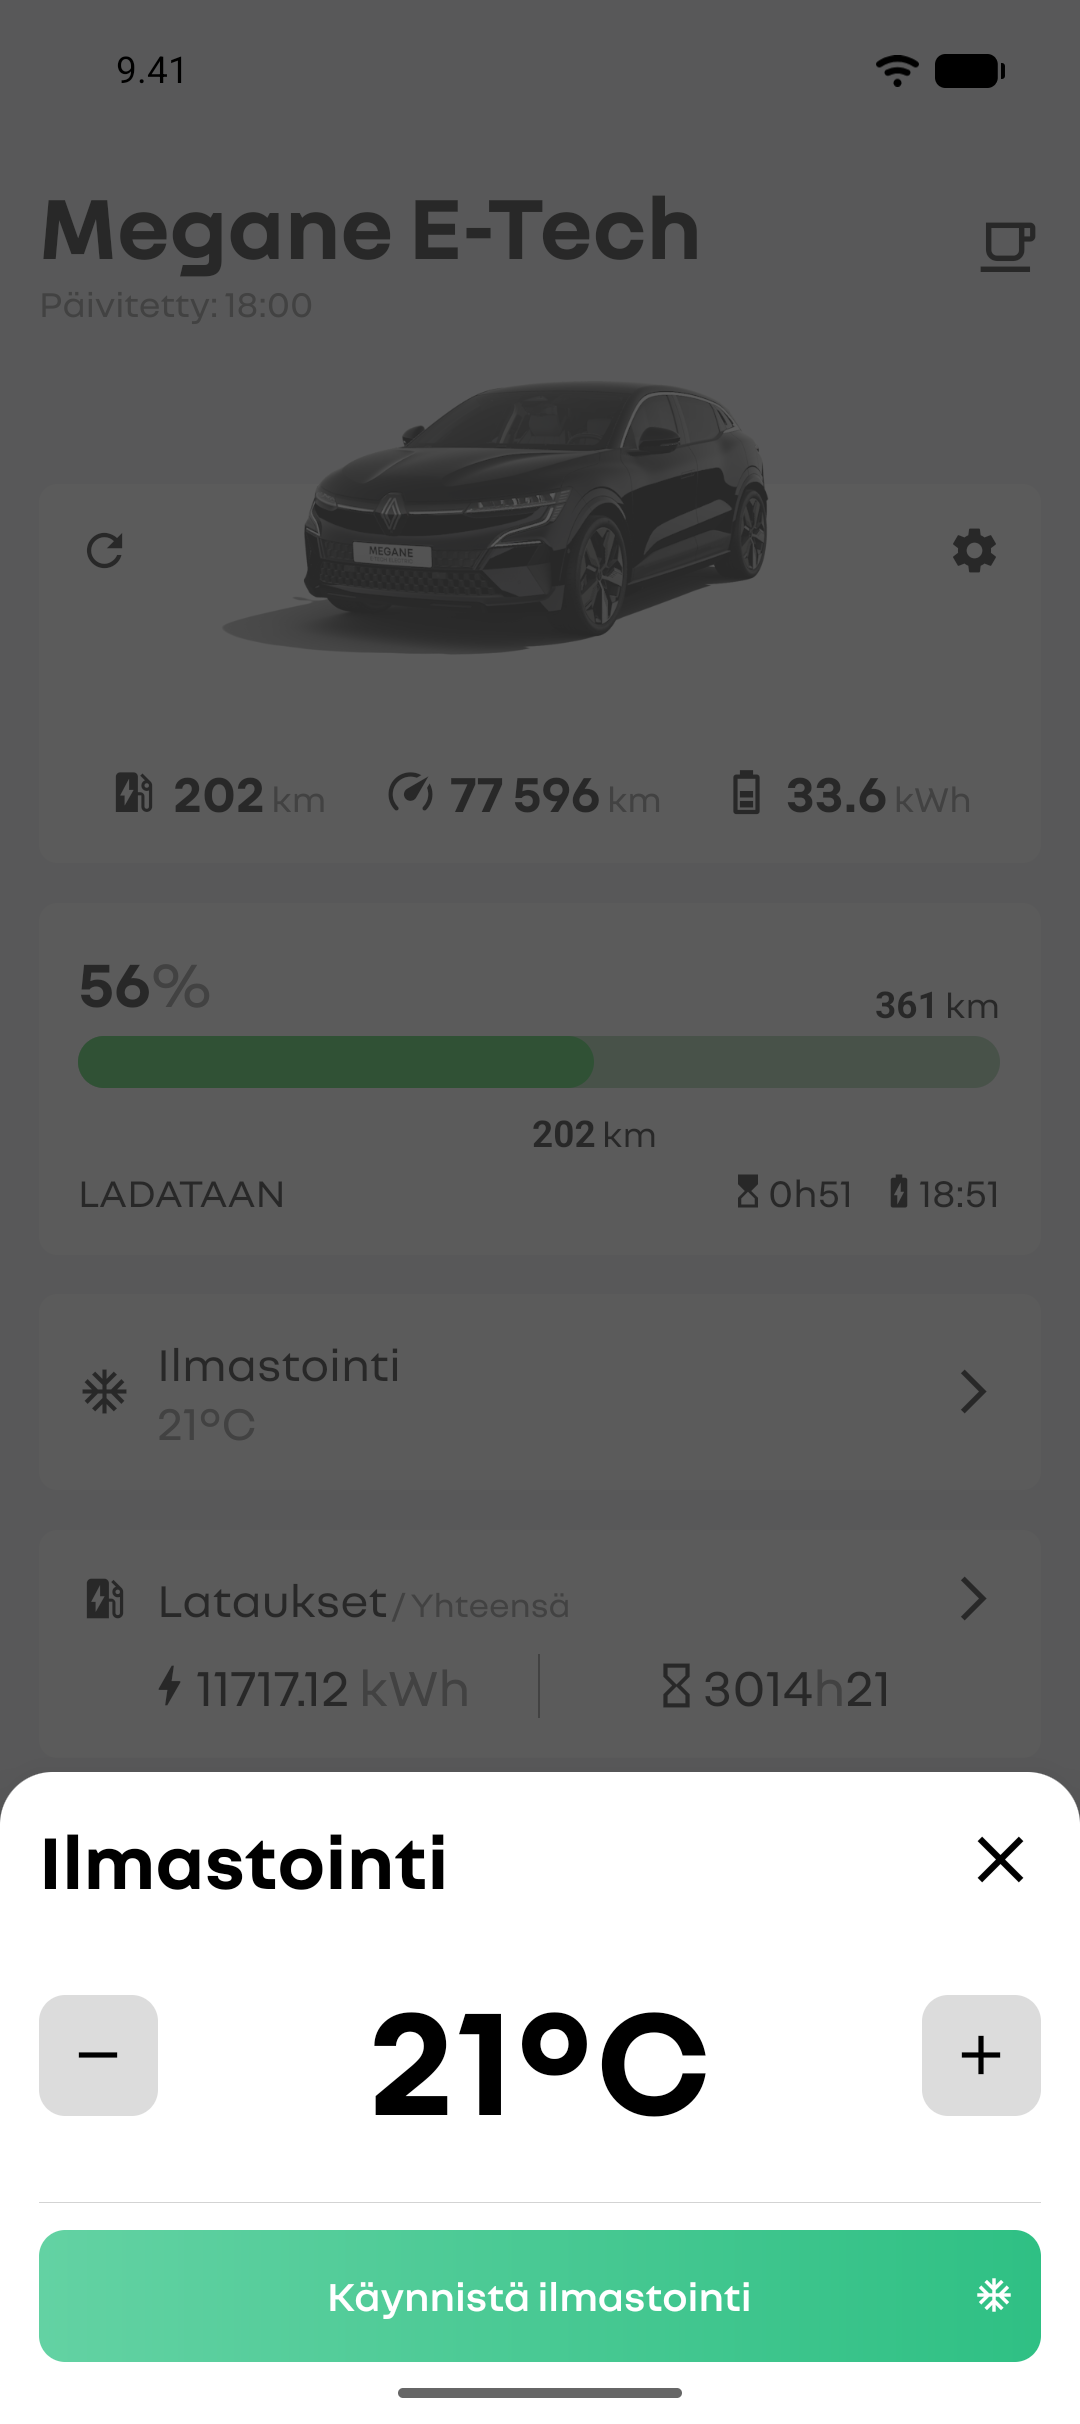 9.41
Megane E-Tech
Päivitetty: 18:00
MEGANE
202 km 77 596 km 33.6 kWh
56%
361 km
202 km
LADATAAN 0h51 18:51
Ilmastointi
21°C
Lataukset / Yhteensä
11717.12 kWh 3014h21
Ilmastointi
21°C
Käynnistä ilmastointi